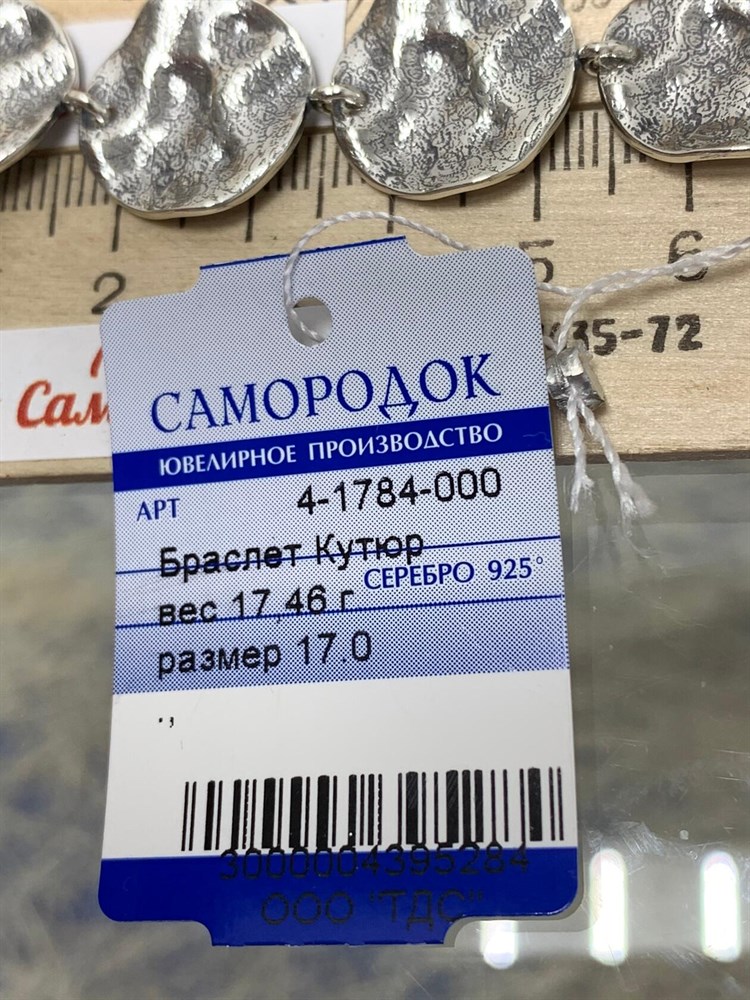 2
5
6
35-72
Сам
САМОРОДОК
ЮВЕЛИРНОЕ ПРОИЗВОДСТВО
АРТ 4-1784-000
Браслет Кутюр
СЕРЕБРО 925°
вес 17,46 г
размер 17.0
.,
3000004395284
ООО "ТДС"